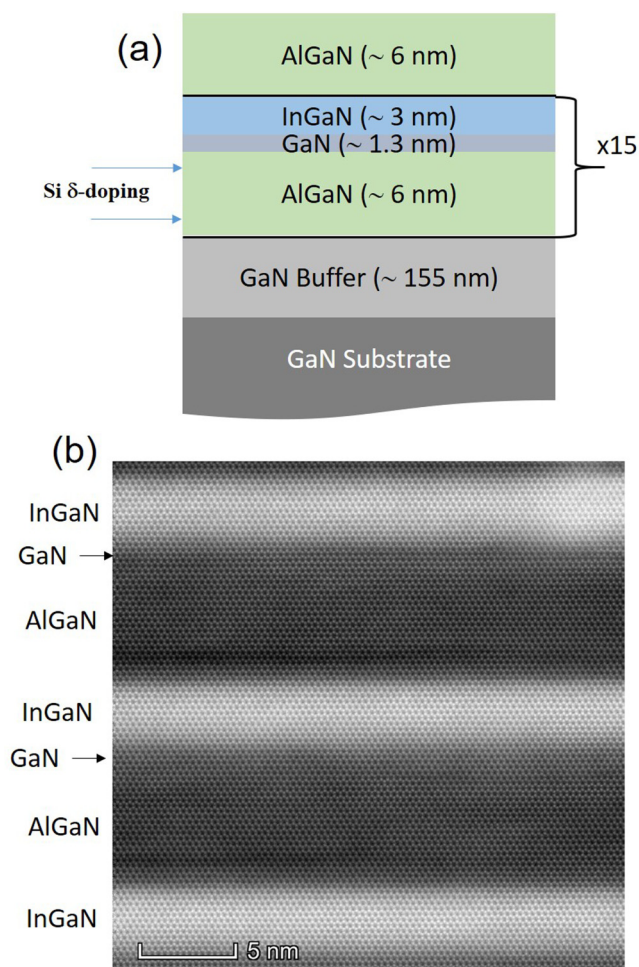 (a)
AlGaN (~ 6 nm)
InGaN (~ 3 nm)
GaN (~ 1.3 nm)
x15
Si δ-doping
AlGaN (~ 6 nm)
GaN Buffer (~ 155 nm)
GaN Substrate
(b)
InGaN
GaN
AlGaN
InGaN
GaN
AlGaN
InGaN
5 nm